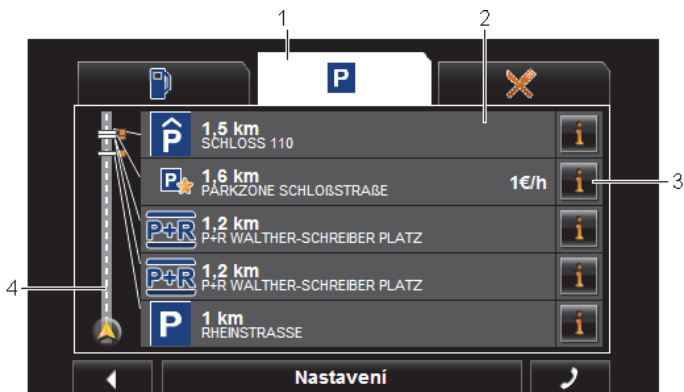 1
2
P
1,5 km
SCHLOSS 110
i
P
1,6 km
PARKZONE SCHLOßSTRAßE
1€/h
i
3
P
P+R
1,2 km
P+R WALTHER-SCHREIBER PLATZ
i
P+R
1,2 km
P+R WALTHER-SCHREIBER PLATZ
i
4
P
1 km
RHEINSTRASSE
i
Nastavení